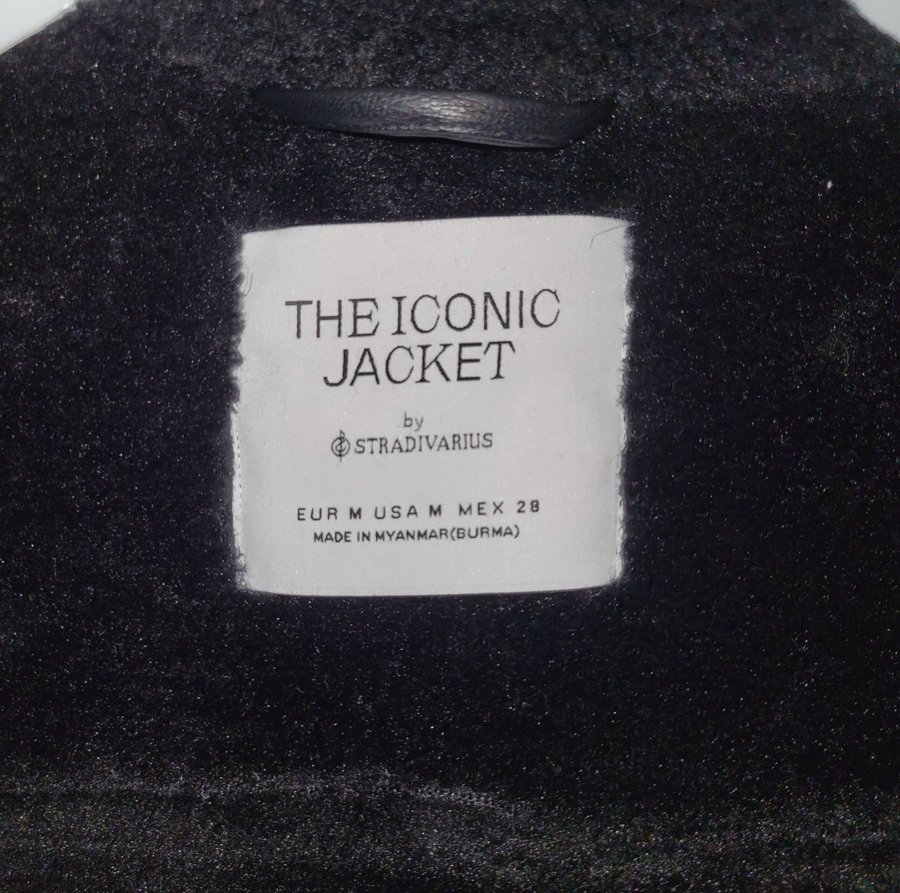 THE ICONIC
JACKET
by
STRADIVARIUS
EUR M USA M MEX 28
MADE IN MYANMAR(BURMA)